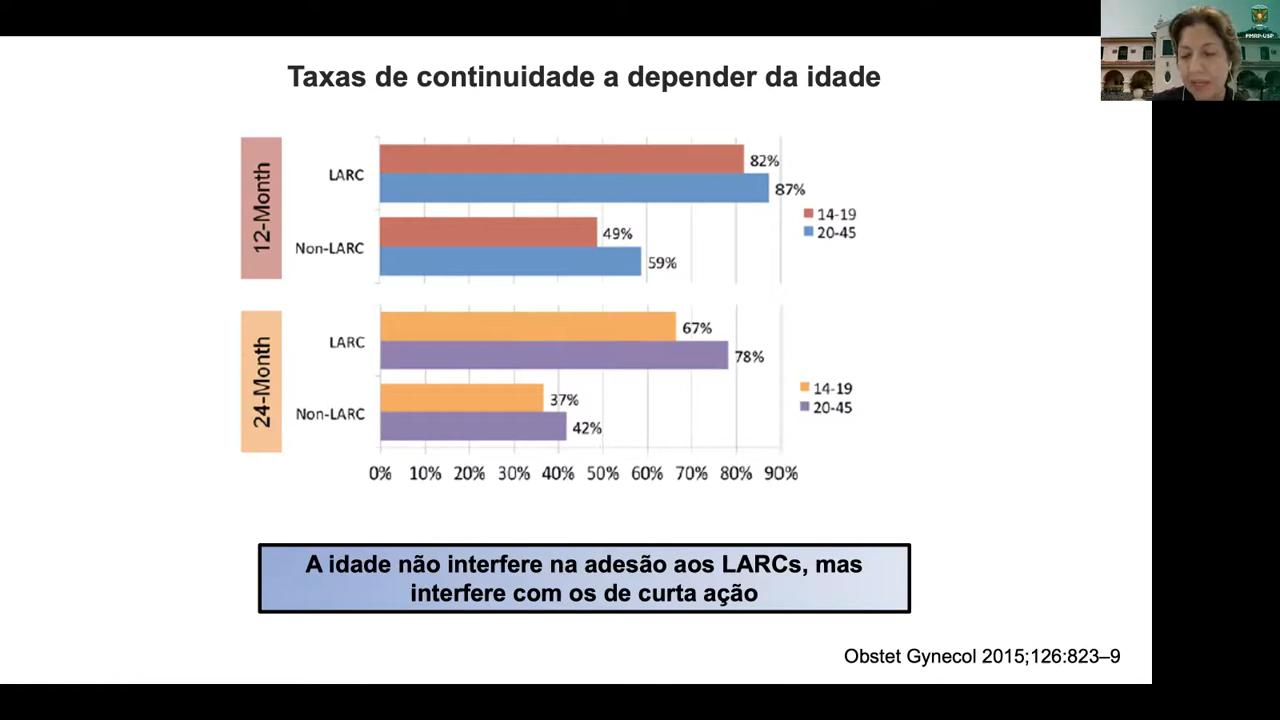 FMRP-USP
Taxas de continuidade a depender da idade
12-Month
LARC
82%
87%
Non-LARC
49%
59%
14-19
20-45
24-Month
LARC
67%
78%
Non-LARC
37%
42%
14-19
20-45
0% 10% 20% 30% 40% 50% 60% 70% 80% 90%
A idade não interfere na adesão aos LARCs, mas
interfere com os de curta ação
Obstet Gynecol 2015;126:823–9